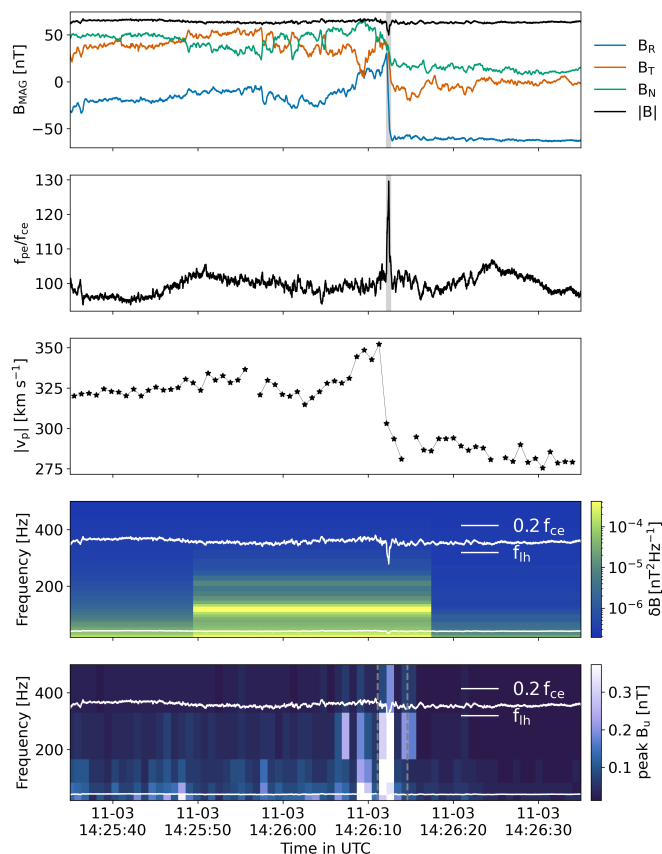 B_MAG [nT]
50
0
−50
B_R
B_T
B_N
|B|
f_pe/f_ce
130
120
110
100
|v_p| [km s⁻¹]
350
325
300
275
Frequency [Hz]
400
200
0.2 f_ce
f_lh
10⁻⁴
10⁻⁵
10⁻⁶
δB [nT²Hz⁻¹]
Frequency [Hz]
400
200
0.2 f_ce
f_lh
0.3
0.2
0.1
peak B_u [nT]
11-03 11-03 11-03 11-03 11-03 11-03
14:25:40 14:25:50 14:26:00 14:26:10 14:26:20 14:26:30
Time in UTC